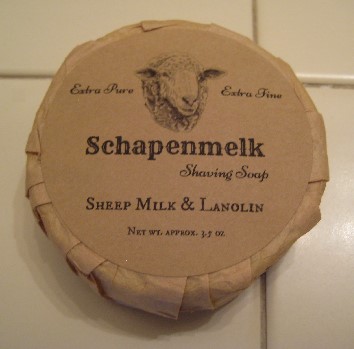 Extra Pure Extra Fine
Schapenmelk
Shaving Soap
SHEEP MILK & LANOLIN
NET WT. APPROX. 3.5 OZ.